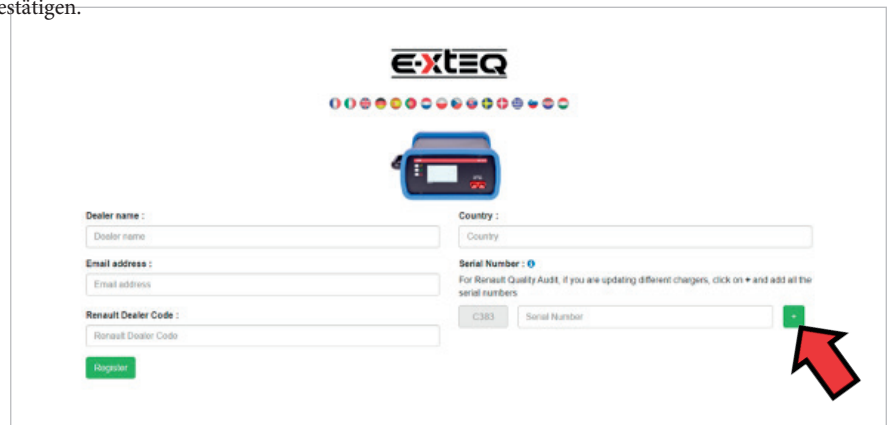 estätigen.
E-XTEQ
Dealer name :
Dealer name
Country :
Country
Email address :
Email address
Serial Number :
For Renault Quality Audit, if you are updating different chargers, click on + and add all the
serial numbers
C383
Serial Number
+
Renault Dealer Code :
Renault Dealer Code
Register